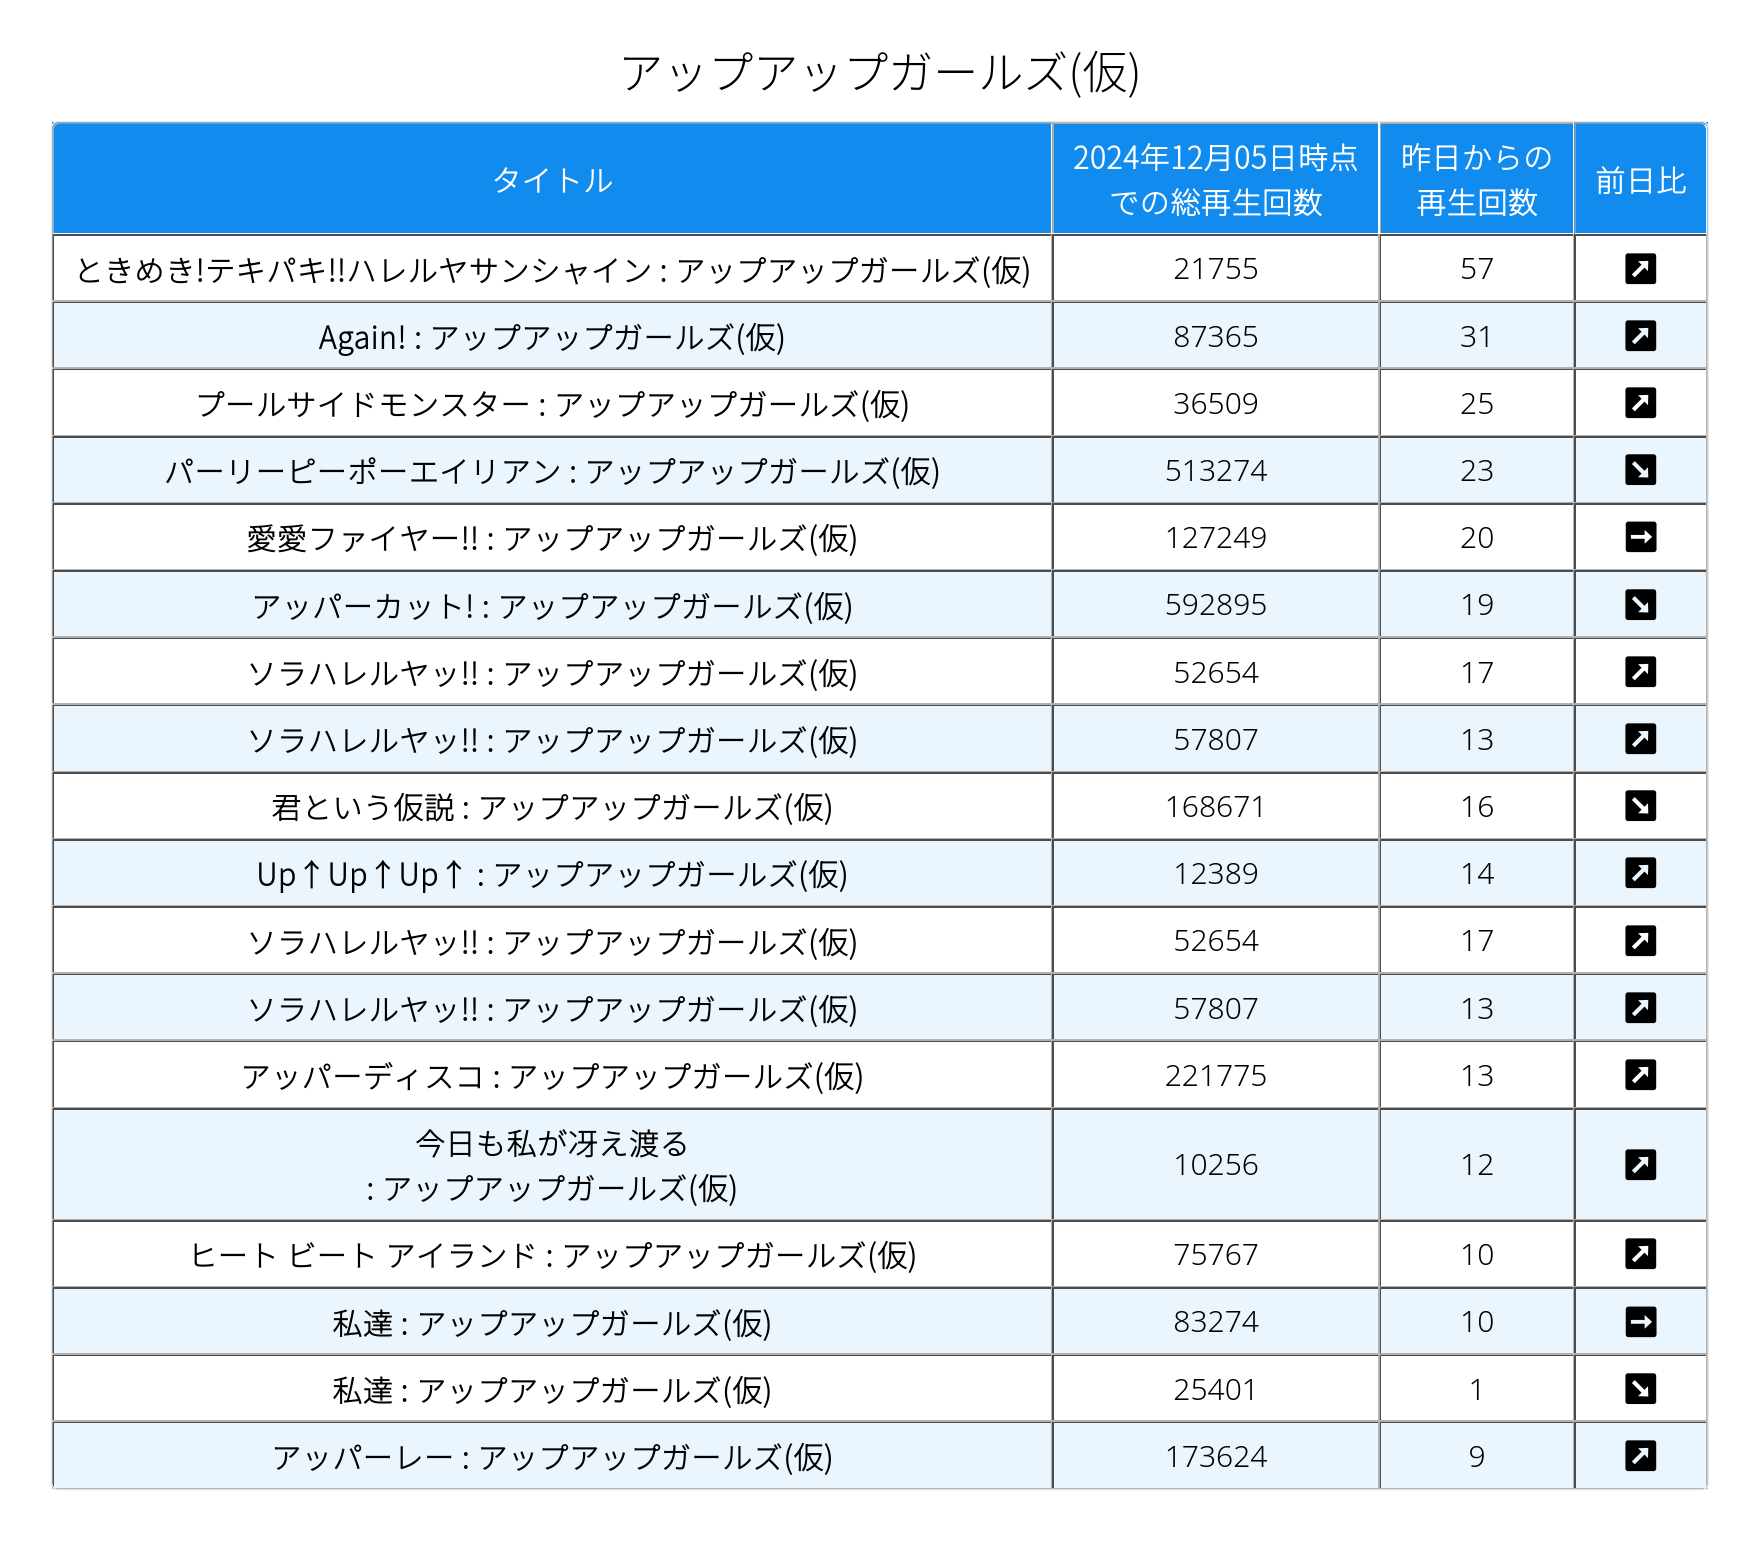 アップアップガールズ(仮)
タイトル
2024年12月05日時点
での総再生回数
昨日からの
再生回数
前日比
ときめき!テキパキ!!ハレルヤサンシャイン : アップアップガールズ(仮) 21755 57
Again! : アップアップガールズ(仮) 87365 31
プールサイドモンスター : アップアップガールズ(仮) 36509 25
パーリーピーポーエイリアン : アップアップガールズ(仮) 513274 23
愛愛ファイヤー!! : アップアップガールズ(仮) 127249 20
アッパーカット! : アップアップガールズ(仮) 592895 19
ソラハレルヤッ!! : アップアップガールズ(仮) 52654 17
ソラハレルヤッ!! : アップアップガールズ(仮) 57807 13
君という仮説 : アップアップガールズ(仮) 168671 16
Up↑Up↑Up↑ : アップアップガールズ(仮) 12389 14
ソラハレルヤッ!! : アップアップガールズ(仮) 52654 17
ソラハレルヤッ!! : アップアップガールズ(仮) 57807 13
アッパーディスコ : アップアップガールズ(仮) 221775 13
今日も私が冴え渡る
: アップアップガールズ(仮) 10256 12
ヒート ビート アイランド : アップアップガールズ(仮) 75767 10
私達 : アップアップガールズ(仮) 83274 10
私達 : アップアップガールズ(仮) 25401 1
アッパーレー : アップアップガールズ(仮) 173624 9